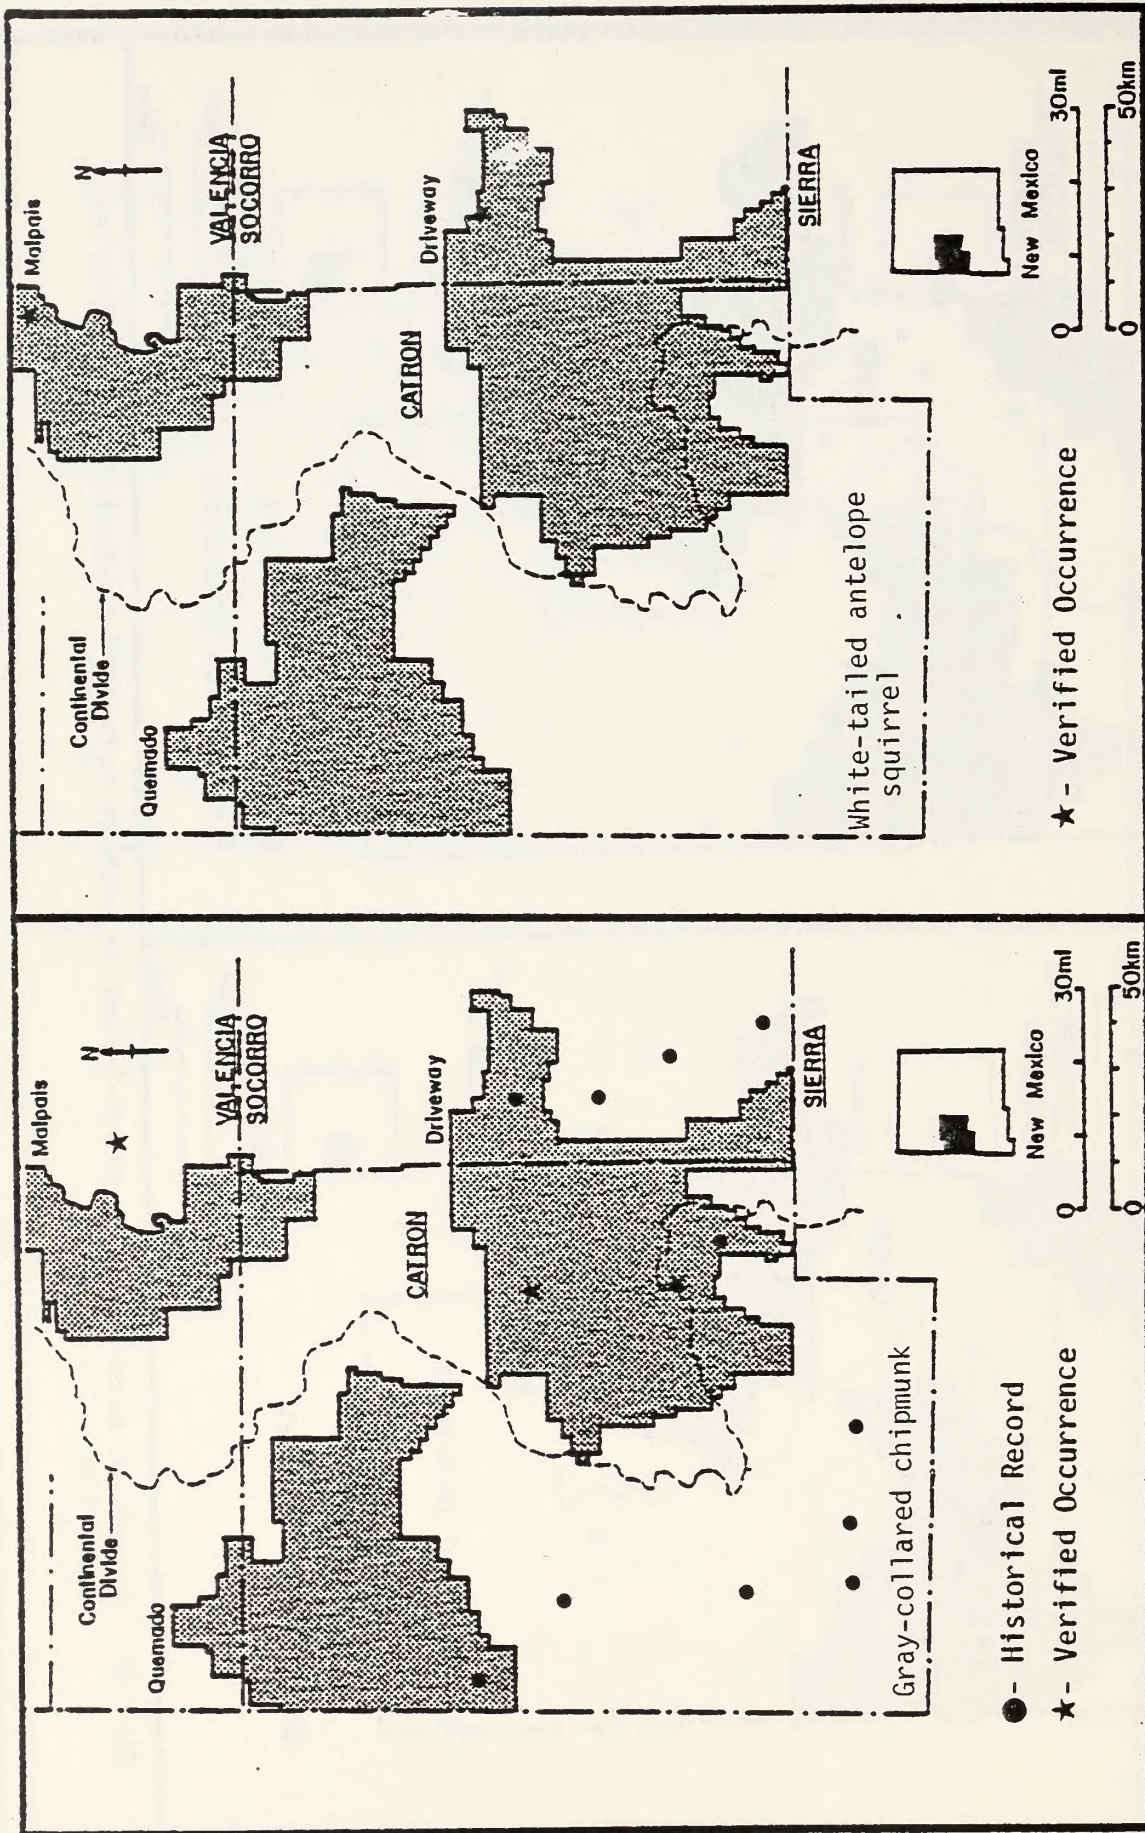 Malpais
N
VALENCIA
SOCORRO
Continental
Divide
Quemado
CATRON
Driveway
SIERRA
White-tailed antelope
squirrel
New Mexico
0 30mi
0 50km
★ - Verified Occurrence
Malpais
N
VALENCIA
SOCORRO
Continental
Divide
Quemado
CATRON
Driveway
SIERRA
Gray-collared chipmunk
New Mexico
0 30mi
0 50km
● - Historical Record
★ - Verified Occurrence